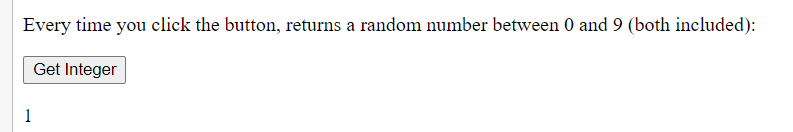 Every time you click the button, returns a random number between 0 and 9 (both included):
Get Integer
1